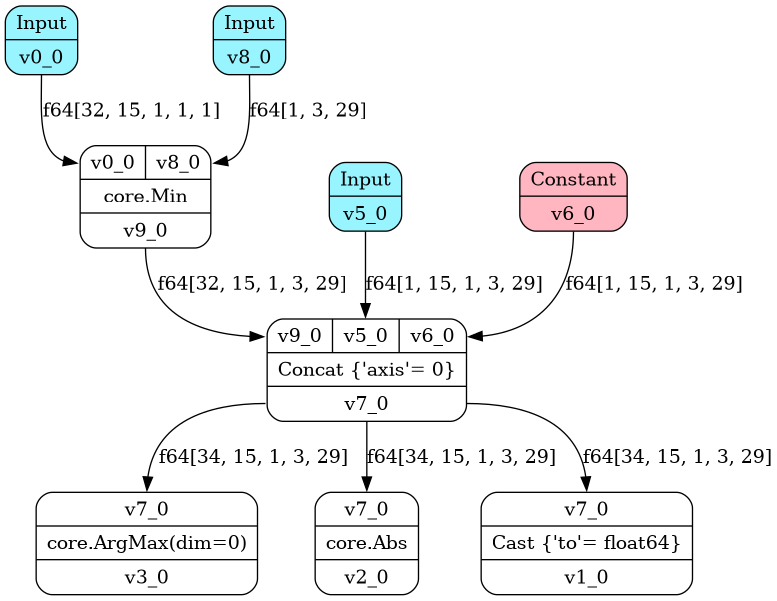 Input
v0_0
Input
v8_0
f64[32, 15, 1, 1, 1]
f64[1, 3, 29]
v0_0 v8_0
core.Min
v9_0
Input
v5_0
Constant
v6_0
f64[32, 15, 1, 3, 29]
f64[1, 15, 1, 3, 29]
f64[1, 15, 1, 3, 29]
v9_0 v5_0 v6_0
Concat {'axis'= 0}
v7_0
f64[34, 15, 1, 3, 29]
f64[34, 15, 1, 3, 29]
f64[34, 15, 1, 3, 29]
v7_0
core.ArgMax(dim=0)
v3_0
v7_0
core.Abs
v2_0
v7_0
Cast {'to'= float64}
v1_0